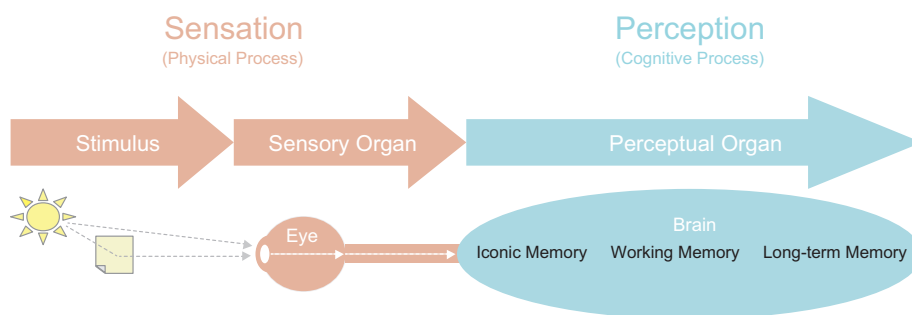 Sensation
(Physical Process)
Perception
(Cognitive Process)
Stimulus
Sensory Organ
Perceptual Organ
Eye
Brain
Iconic Memory
Working Memory
Long-term Memory